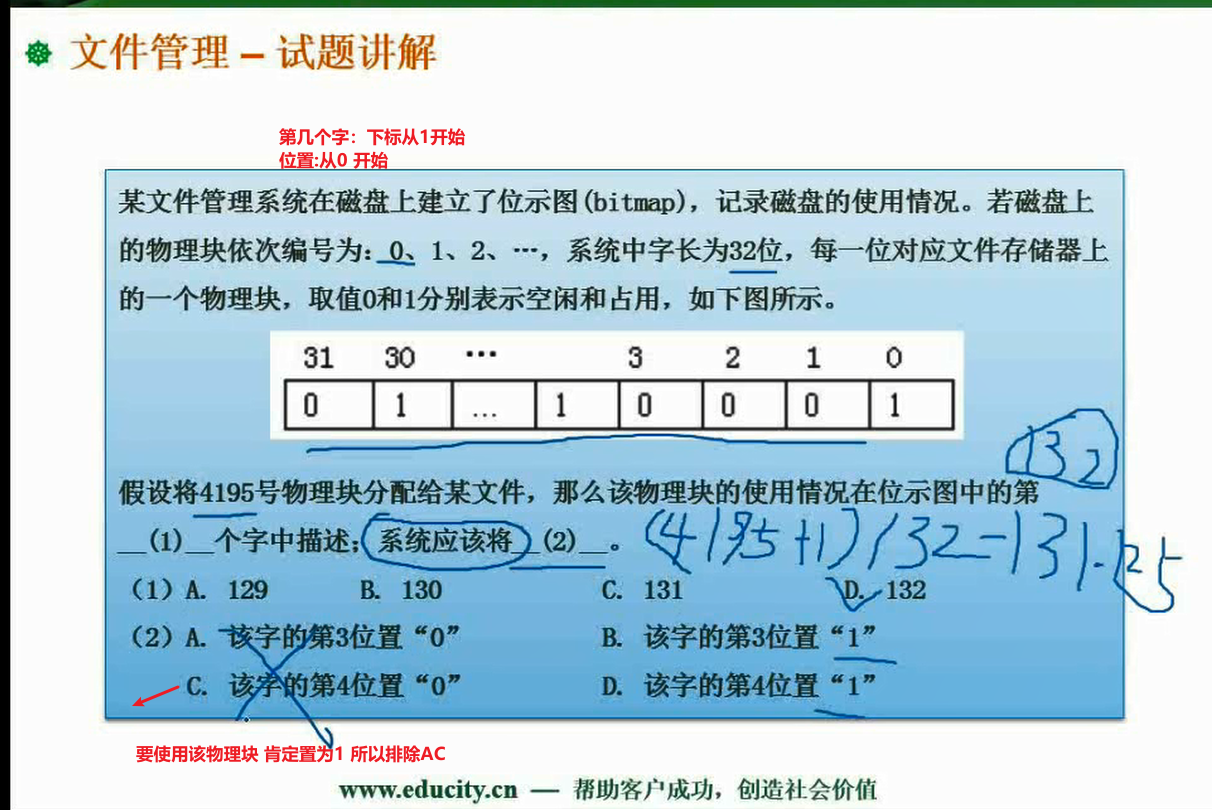 文件管理 – 试题讲解
第几个字：下标从1开始
位置:从0 开始
某文件管理系统在磁盘上建立了位示图(bitmap)，记录磁盘的使用情况。若磁盘上
的物理块依次编号为：0、1、2、…，系统中字长为32位，每一位对应文件存储器上
的一个物理块，取值0和1分别表示空闲和占用，如下图所示。
31 30 … 3 2 1 0
0 1 … 1 0 0 0 1
132
假设将4195号物理块分配给某文件，那么该物理块的使用情况在位示图中的第
__(1)__个字中描述；系统应该将__(2)__。
(4195+1)/32=131.125
（1）A. 129 B. 130 C. 131 D. 132
（2）A. 该字的第3位置“0” B. 该字的第3位置“1”
C. 该字的第4位置“0” D. 该字的第4位置“1”
要使用该物理块 肯定置为1 所以排除AC
www.educity.cn — 帮助客户成功，创造社会价值